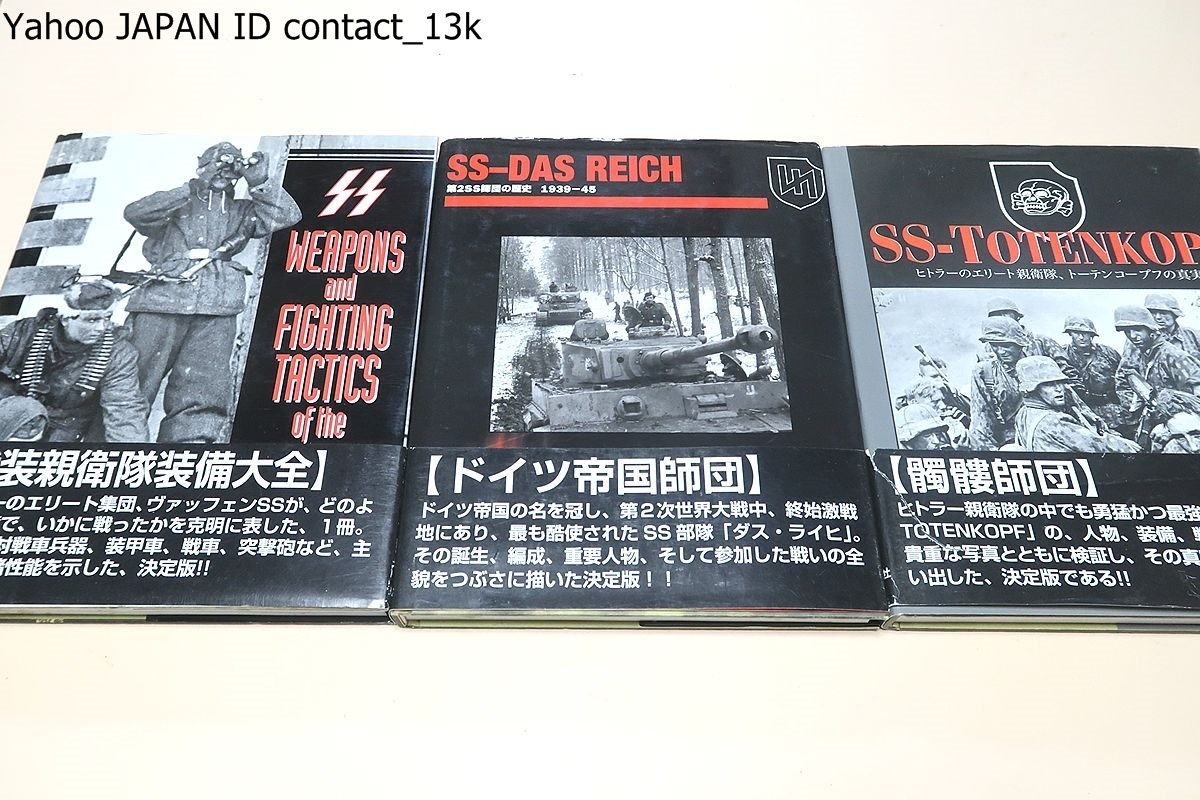 Yahoo JAPAN ID contact_13k
WEAPONS
and
FIGHTING
TACTICS
of the
装親衛隊装備大全】
ーのエリート集団、ヴァッフェンSSが、どのよ
で、いかに戦ったかを克明に表した、1冊。
対戦車兵器、装甲車、戦車、突撃砲など、主
性能を示した、決定版!!
SS-DAS REICH
第2SS師団の歴史 1939-45
【ドイツ帝国師団】
ドイツ帝国の名を冠し、第2次世界大戦中、終始激戦
地にあり、最も酷使されたSS部隊「ダス・ライヒ」。
その誕生、編成、重要人物、そして参加した戦いの全
貌をつぶさに描いた決定版!!
SS-TOTENKOP
ヒトラーのエリート親衛隊、トーテンコープフの真実
【髑髏師団】
ヒトラー親衛隊の中でも勇猛かつ最強
TOTENKOPF」の、人物、装備、戦
貴重な写真とともに検証し、その真
い出した、決定版である!!